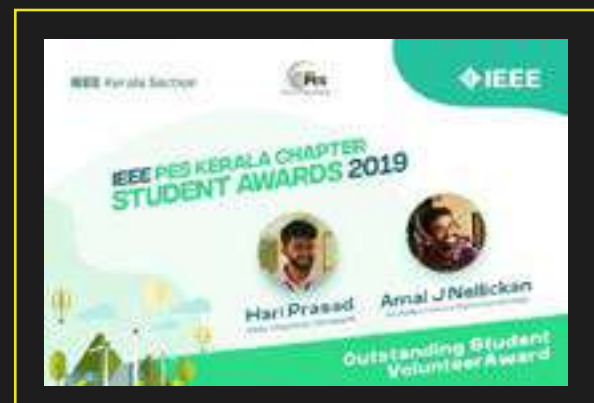 IEEE Kerala Section
Pes
IEEE
IEEE PES KERALA CHAPTER
STUDENT AWARDS 2019
Hari Prasad
Amal J Nellickan
Outstanding Student
Volunteer Award